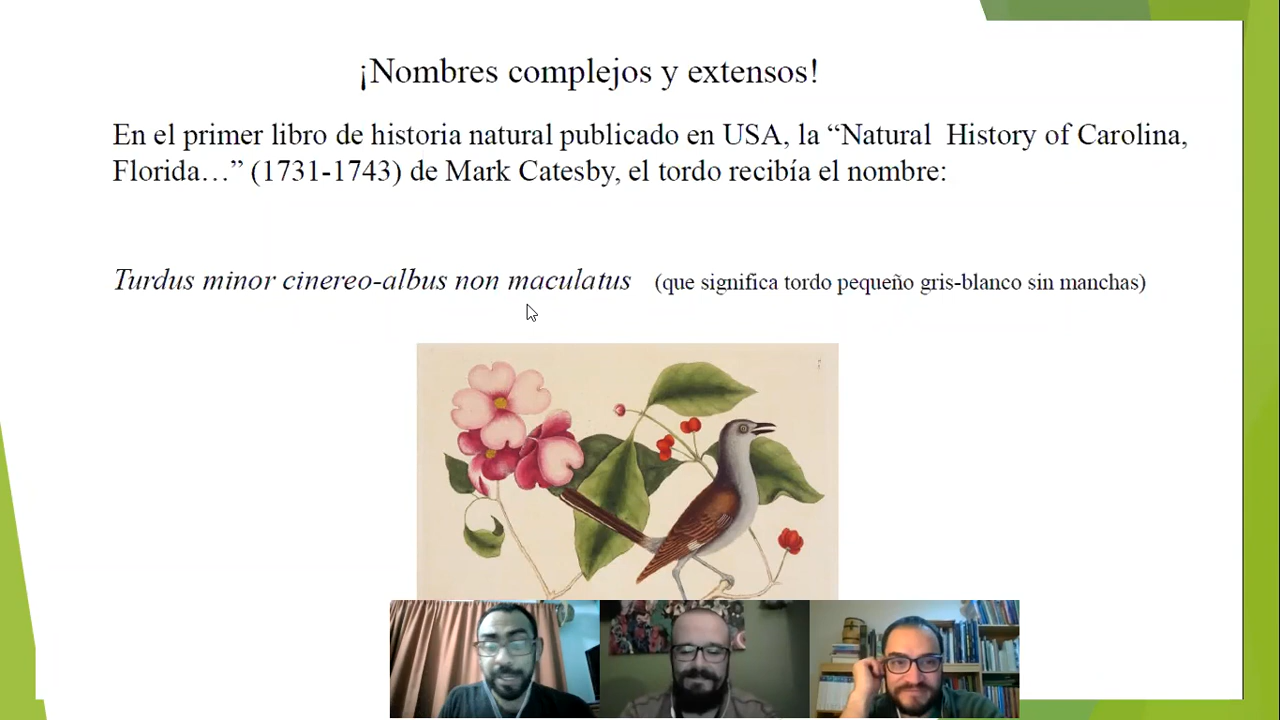 ¡Nombres complejos y extensos!
En el primer libro de historia natural publicado en USA, la “Natural History of Carolina,
Florida…” (1731-1743) de Mark Catesby, el tordo recibía el nombre:
Turdus minor cinereo-albus non maculatus (que significa tordo pequeño gris-blanco sin manchas)